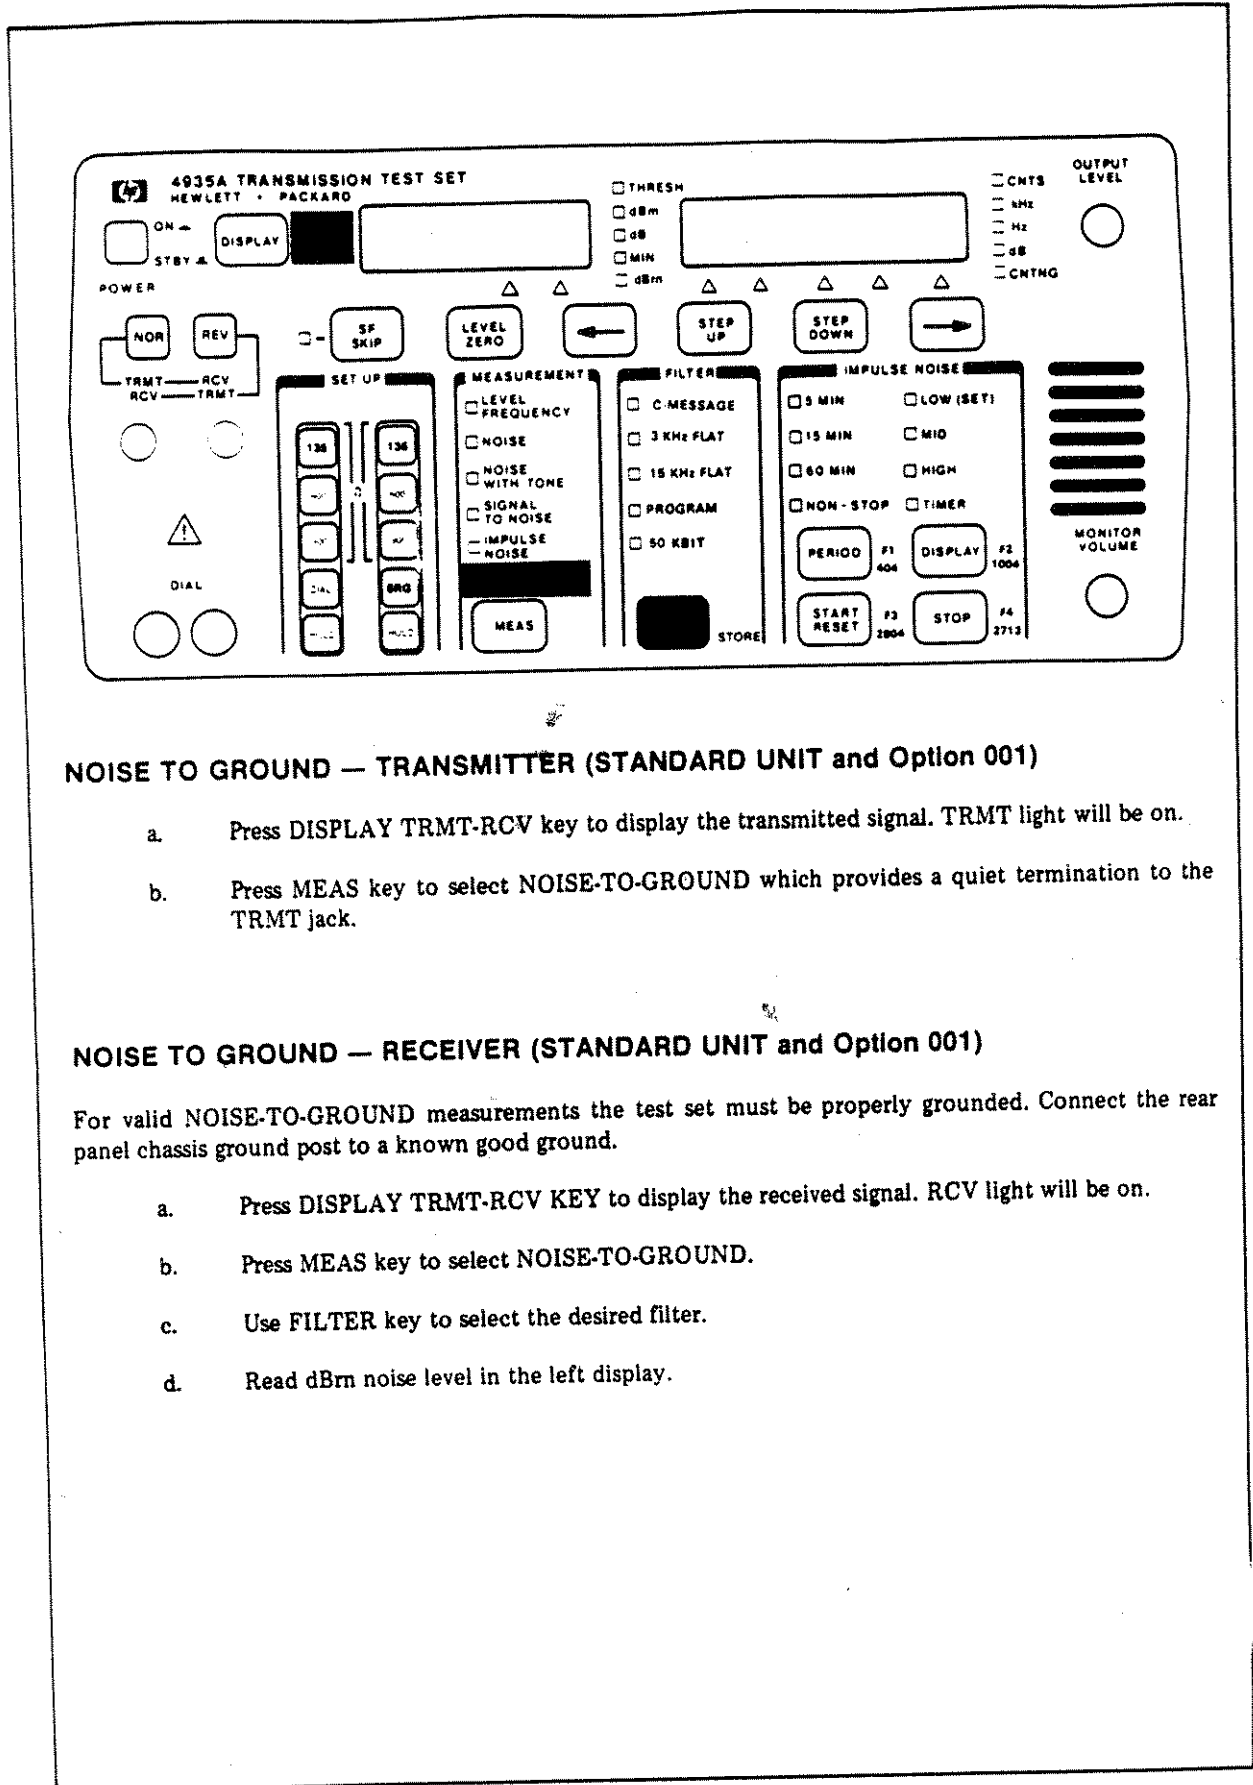 hp 4935A TRANSMISSION TEST SET
HEWLETT • PACKARD
OUTPUT
LEVEL
ON
STBY
POWER
DISPLAY
THRESH
dBm
dB
MIN
dBrn
CNTS
kHz
Hz
dB
CNTNG
NOR
REV
TRMT RCV
RCV TRMT
SF
SKIP
LEVEL
ZERO
STEP
UP
STEP
DOWN
SET UP
135
135
DIAL
BRG
HOLD
HOLD
MEASUREMENT
LEVEL
FREQUENCY
NOISE
NOISE
WITH TONE
SIGNAL
TO NOISE
IMPULSE
NOISE
MEAS
FILTER
C-MESSAGE
3 KHz FLAT
15 KHz FLAT
PROGRAM
50 KBIT
STORE
IMPULSE NOISE
5 MIN LOW (SET)
15 MIN MID
60 MIN HIGH
NON - STOP TIMER
PERIOD F1
404
DISPLAY F2
1004
START
RESET F3
2804
STOP F4
2713
MONITOR
VOLUME
DIAL
NOISE TO GROUND — TRANSMITTER (STANDARD UNIT and Option 001)
a. Press DISPLAY TRMT-RCV key to display the transmitted signal. TRMT light will be on.
b. Press MEAS key to select NOISE-TO-GROUND which provides a quiet termination to the
TRMT jack.
NOISE TO GROUND — RECEIVER (STANDARD UNIT and Option 001)
For valid NOISE-TO-GROUND measurements the test set must be properly grounded. Connect the rear
panel chassis ground post to a known good ground.
a. Press DISPLAY TRMT-RCV KEY to display the received signal. RCV light will be on.
b. Press MEAS key to select NOISE-TO-GROUND.
c. Use FILTER key to select the desired filter.
d. Read dBrn noise level in the left display.